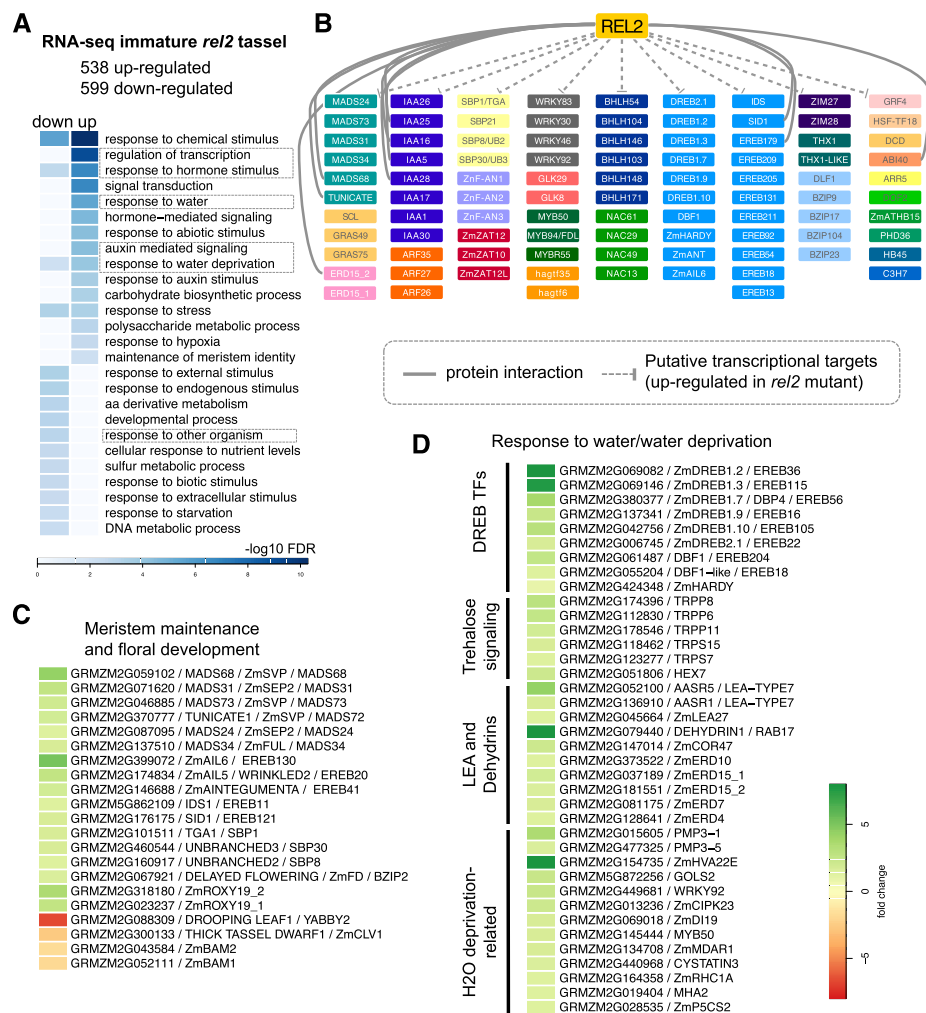 A
RNA-seq immature rel2 tassel
538 up-regulated
599 down-regulated
down up
response to chemical stimulus
regulation of transcription
response to hormone stimulus
signal transduction
response to water
hormone-mediated signaling
response to abiotic stimulus
auxin mediated signaling
response to water deprivation
response to auxin stimulus
carbohydrate biosynthetic process
response to stress
polysaccharide metabolic process
response to hypoxia
maintenance of meristem identity
response to external stimulus
response to endogenous stimulus
aa derivative metabolism
developmental process
response to other organism
cellular response to nutrient levels
sulfur metabolic process
response to biotic stimulus
response to extracellular stimulus
response to starvation
DNA metabolic process
-log10 FDR
0 2 4 6 8 10
B
REL2
MADS24 IAA26 SBP1/TGA WRKY83 BHLH54 DREB2.1 IDS ZIM27 GRF4
MADS73 IAA25 SBP21 WRKY30 BHLH104 DREB1.2 SID1 ZIM28 HSF-TF18
MADS31 IAA16 SBP8/UB2 WRKY46 BHLH146 DREB1.3 EREB179 THX1 DCD
MADS34 IAA5 SBP30/UB3 WRKY92 BHLH103 DREB1.7 EREB209 THX1-LIKE ABI40
MADS68 IAA28 ZnF-AN1 GLK29 BHLH148 DREB1.9 EREB205 DLF1 ARR5
TUNICATE IAA17 ZnF-AN2 GLK8 BHLH171 DREB1.10 EREB131 BZIP9
SCL IAA1 ZnF-AN3 MYB50 NAC61 DBF1 EREB211 BZIP17 ZmATHB15
GRAS49 IAA30 ZmZAT12 MYB94/FDL NAC29 ZmHARDY EREB92 BZIP104 PHD36
GRAS75 ARF35 ZmZAT10 MYBR55 NAC49 ZmANT EREB54 BZIP23 HB45
ERD15_2 ARF27 ZmZAT12L hagtf35 NAC13 ZmAIL6 EREB18 C3H7
ERD15_1 ARF26 hagtf6 EREB13
protein interaction
Putative transcriptional targets
(up-regulated in rel2 mutant)
C
Meristem maintenance
and floral development
GRMZM2G059102 / MADS68 / ZmSVP / MADS68
GRMZM2G071620 / MADS31 / ZmSEP2 / MADS31
GRMZM2G046885 / MADS73 / ZmSVP / MADS73
GRMZM2G370777 / TUNICATE1 / ZmSVP / MADS72
GRMZM2G087095 / MADS24 / ZmSEP2 / MADS24
GRMZM2G137510 / MADS34 / ZmFUL / MADS34
GRMZM2G399072 / ZmAIL6 / EREB130
GRMZM2G174834 / ZmAIL5 / WRINKLED2 / EREB20
GRMZM2G146688 / ZmAINTEGUMENTA / EREB41
GRMZM5G862109 / IDS1 / EREB11
GRMZM2G176175 / SID1 / EREB121
GRMZM2G101511 / TGA1 / SBP1
GRMZM2G460544 / UNBRANCHED3 / SBP30
GRMZM2G160917 / UNBRANCHED2 / SBP8
GRMZM2G067921 / DELAYED FLOWERING / ZmFD / BZIP2
GRMZM2G318180 / ZmROXY19_2
GRMZM2G023237 / ZmROXY19_1
GRMZM2G088309 / DROOPING LEAF1 / YABBY2
GRMZM2G300133 / THICK TASSEL DWARF1 / ZmCLV1
GRMZM2G043584 / ZmBAM2
GRMZM2G052111 / ZmBAM1
D
Response to water/water deprivation
DREB TFs
GRMZM2G069082 / ZmDREB1.2 / EREB36
GRMZM2G069146 / ZmDREB1.3 / EREB115
GRMZM2G380377 / ZmDREB1.7 / DBP4 / EREB56
GRMZM2G137341 / ZmDREB1.9 / EREB16
GRMZM2G042756 / ZmDREB1.10 / EREB105
GRMZM2G006745 / ZmDREB2.1 / EREB22
GRMZM2G061487 / DBF1 / EREB204
GRMZM2G055204 / DBF1−like / EREB18
GRMZM2G424348 / ZmHARDY
Trehalose
signaling
GRMZM2G174396 / TRPP8
GRMZM2G112830 / TRPP6
GRMZM2G178546 / TRPP11
GRMZM2G118462 / TRPS15
GRMZM2G123277 / TRPS7
GRMZM2G051806 / HEX7
LEA and
Dehydrins
GRMZM2G052100 / AASR5 / LEA−TYPE7
GRMZM2G136910 / AASR1 / LEA−TYPE7
GRMZM2G045664 / ZmLEA27
GRMZM2G079440 / DEHYDRIN1 / RAB17
GRMZM2G147014 / ZmCOR47
GRMZM2G373522 / ZmERD10
GRMZM2G037189 / ZmERD15_1
GRMZM2G181551 / ZmERD15_2
GRMZM2G081175 / ZmERD7
GRMZM2G128641 / ZmERD4
H2O deprivation-
related
GRMZM2G015605 / PMP3−1
GRMZM2G477325 / PMP3−5
GRMZM2G154735 / ZmHVA22E
GRMZM5G872256 / GOLS2
GRMZM2G449681 / WRKY92
GRMZM2G013236 / ZmCIPK23
GRMZM2G069018 / ZmDI19
GRMZM2G145444 / MYB50
GRMZM2G134708 / ZmMDAR1
GRMZM2G440968 / CYSTATIN3
GRMZM2G164358 / ZmRHC1A
GRMZM2G019404 / MHA2
GRMZM2G028535 / ZmP5CS2
5
0
−5
fold change